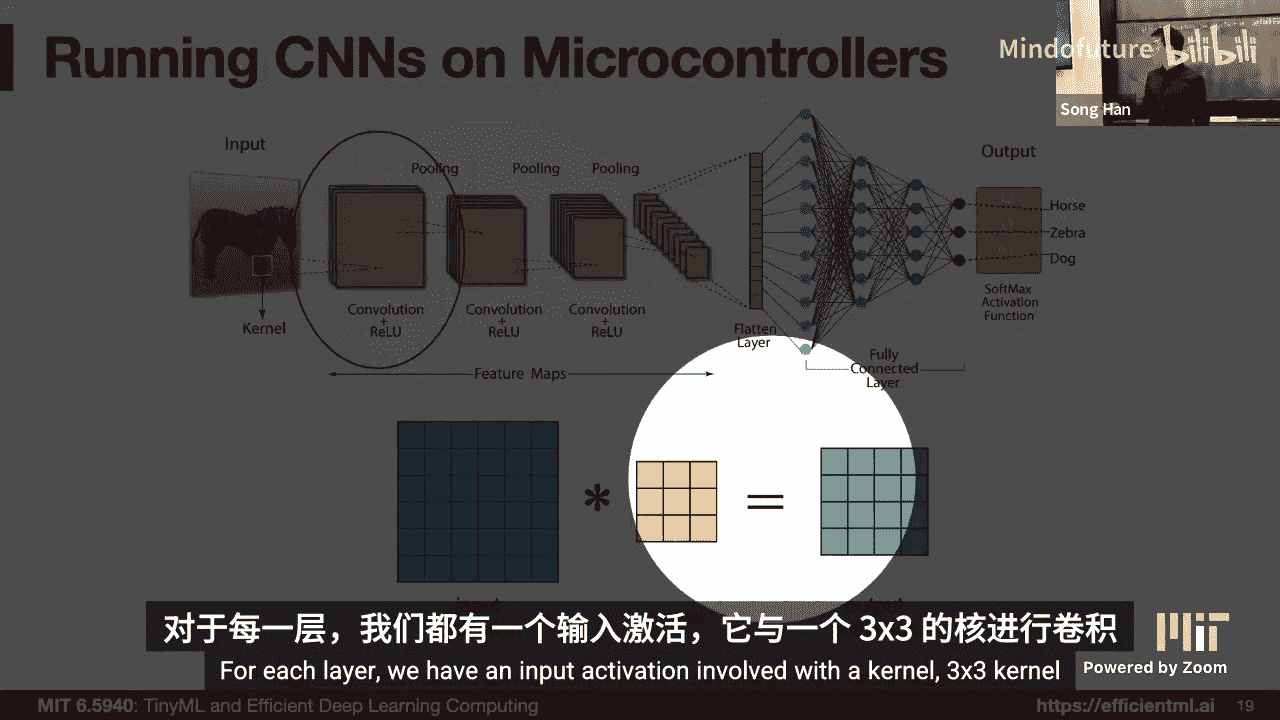 Running CNNs on Microcontrollers
Mindofuture bilibili
Song Han
Input
Pooling
Pooling
Pooling
Output
Horse
Zebra
Dog
Kernel
Convolution
+
ReLU
Convolution
+
ReLU
Convolution
+
ReLU
Flatten
Layer
SoftMax
Activation
Function
Feature Maps
Fully
Connected
Layer
* =
对于每一层，我们都有一个输入激活，它与一个 3x3 的核进行卷积
For each layer, we have an input activation involved with a kernel, 3x3 kernel
MIT
Powered by Zoom
MIT 6.5940: TinyML and Efficient Deep Learning Computing
https://efficientml.ai
19